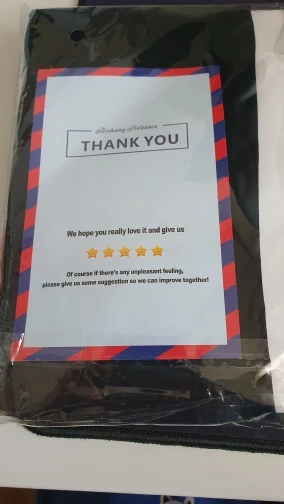 THANK YOU
We hope you really love it and give us
Of course if there's any unpleasant feeling,
please give us some suggestion so we can improve together!